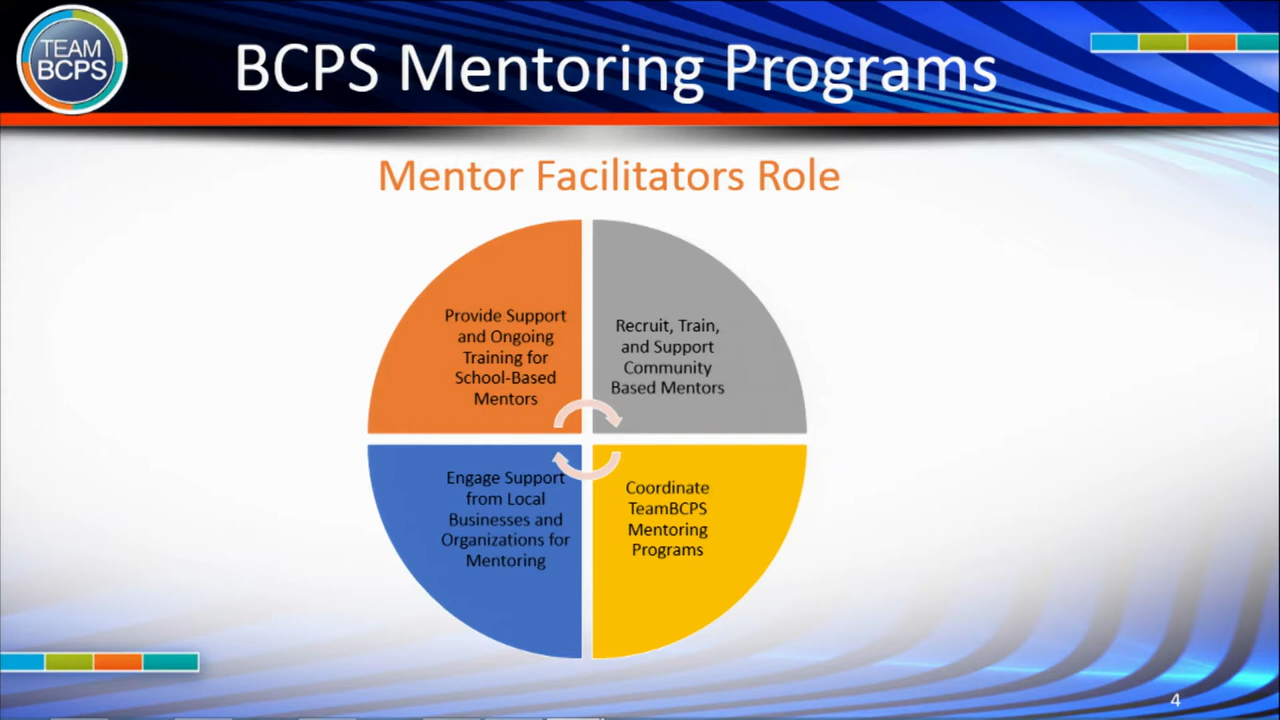 TEAM
BCPS
BCPS Mentoring Programs
Mentor Facilitators Role
Provide Support
and Ongoing
Training for
School-Based
Mentors
Recruit, Train,
and Support
Community
Based Mentors
Engage Support
from Local
Businesses and
Organizations for
Mentoring
Coordinate
TeamBCPS
Mentoring
Programs
4